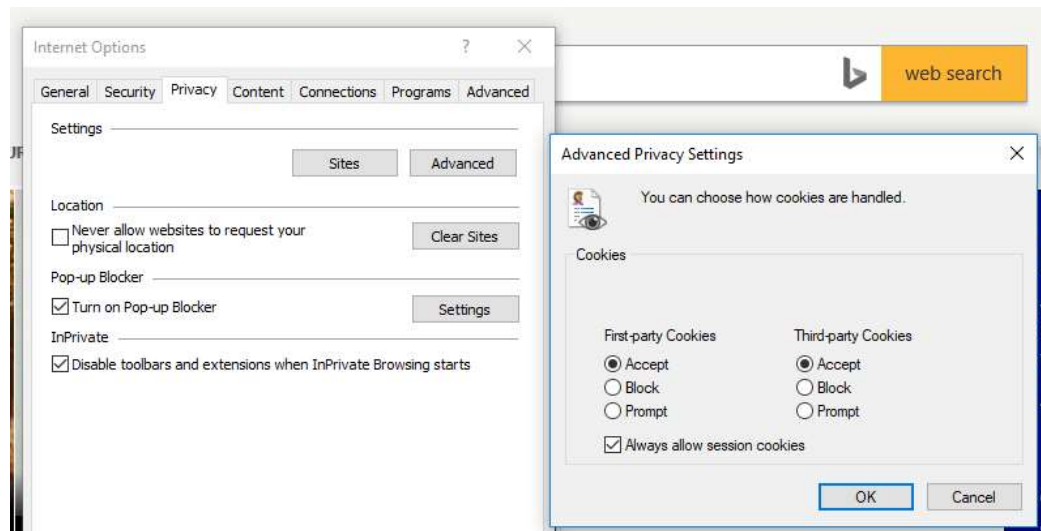 Internet Options
?
General Security Privacy Content Connections Programs Advanced
Settings
Sites
Advanced
Location
Never allow websites to request your
physical location
Clear Sites
Pop-up Blocker
Turn on Pop-up Blocker
Settings
InPrivate
Disable toolbars and extensions when InPrivate Browsing starts
web search
Advanced Privacy Settings
You can choose how cookies are handled.
Cookies
First-party Cookies
Accept
Block
Prompt
Third-party Cookies
Accept
Block
Prompt
Always allow session cookies
OK
Cancel